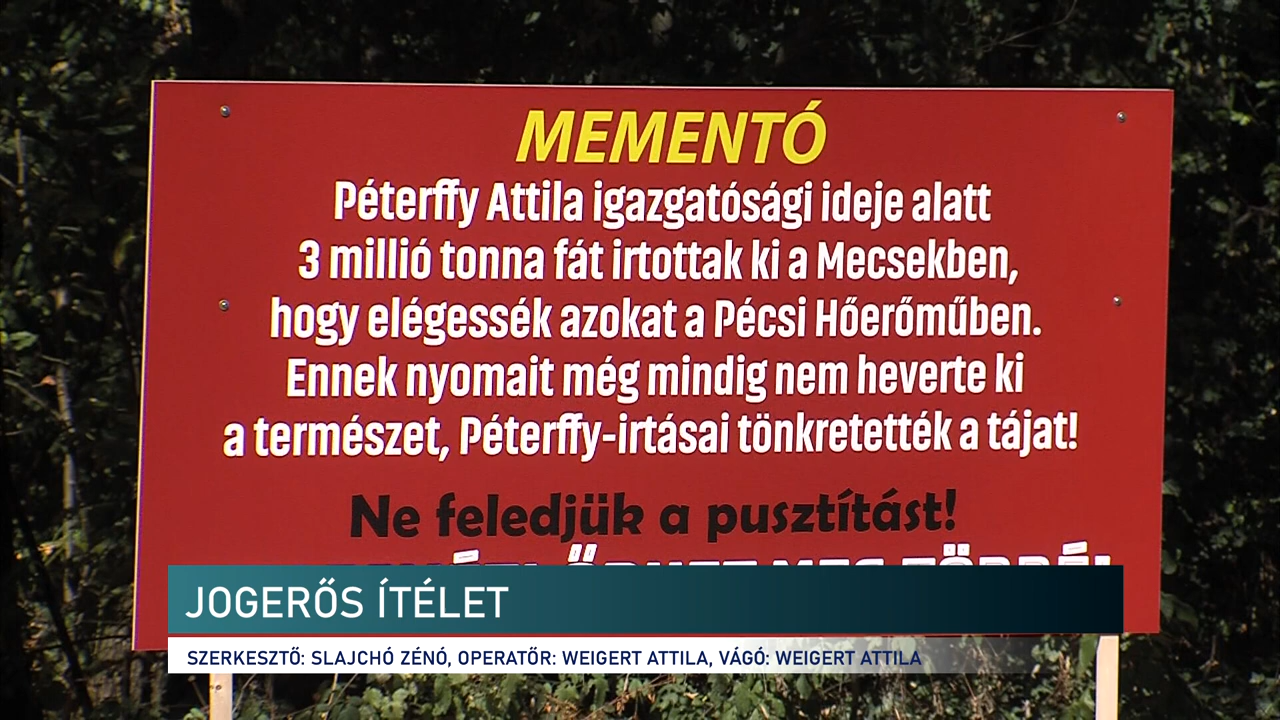 MEMENTÓ
Péterffy Attila igazgatósági ideje alatt
3 millió tonna fát irtottak ki a Mecsekben,
hogy elégessék azokat a Pécsi Hőerőműben.
Ennek nyomait még mindig nem heverte ki
a természet, Péterffy-irtásai tönkretették a tájat!
Ne feledjük a pusztítást!
JOGERŐS ÍTÉLET
SZERKESZTŐ: SLAJCHÓ ZÉNÓ, OPERATŐR: WEIGERT ATTILA, VÁGÓ: WEIGERT ATTILA